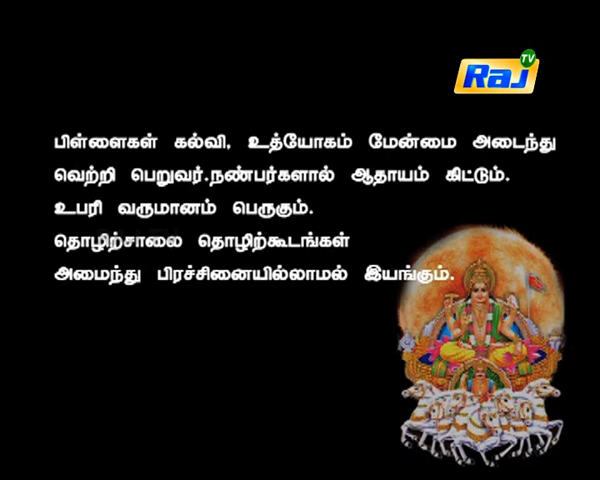 Raj TV
பிள்ளைகள் கல்வி, உத்யோகம் மேன்மை அடைந்து
வெற்றி பெறுவர்.நண்பர்களால் ஆதாயம் கிட்டும்.
உபரி வருமானம் பெருகும்.
தொழிற்சாலை தொழிற்கூடங்கள்
அமைந்து பிரச்சினையில்லாமல் இயங்கும்.